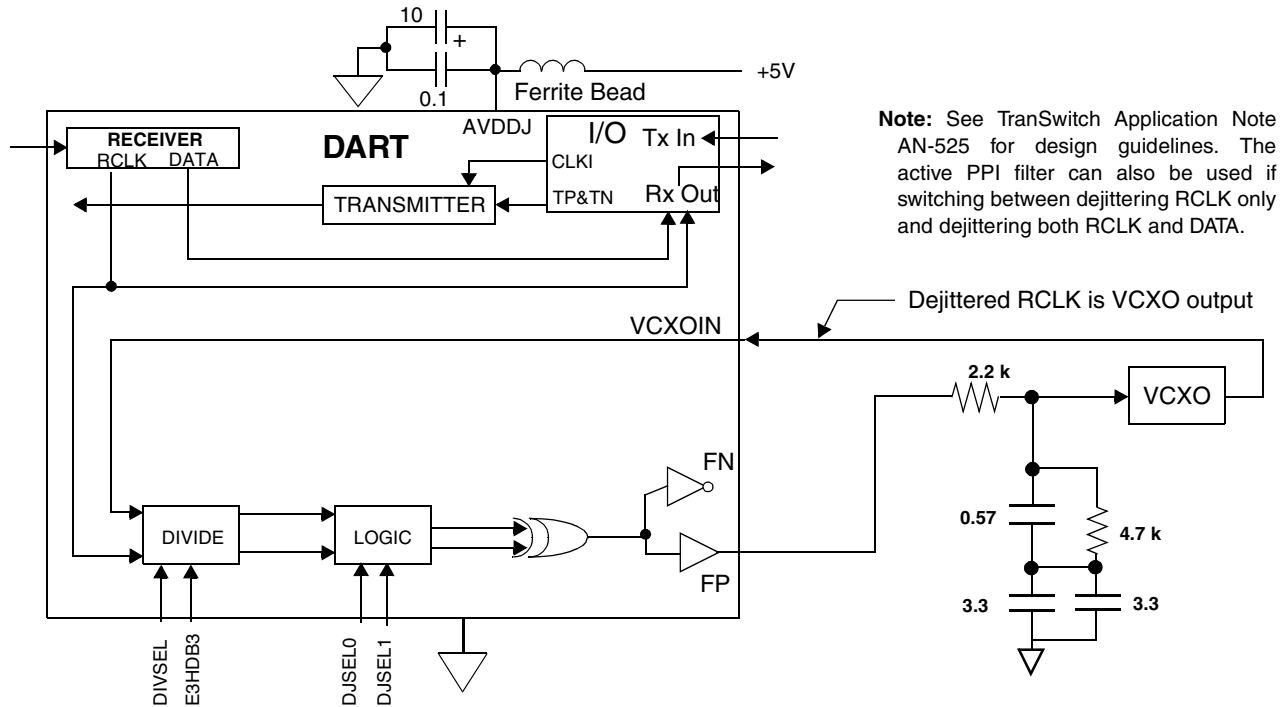 10
+
0.1
Ferrite Bead
+5V
AVDDJ
RECEIVER
RCLK DATA
DART
I/O
Tx In
CLKI
TP&TN
Rx Out
TRANSMITTER
Note: See TranSwitch Application Note
AN-525 for design guidelines. The
active PPI filter can also be used if
switching between dejittering RCLK only
and dejittering both RCLK and DATA.
Dejittered RCLK is VCXO output
VCXOIN
2.2 k
VCXO
FN
FP
DIVIDE
LOGIC
0.57
4.7 k
3.3
3.3
DIVSEL
E3HDB3
DJSEL0
DJSEL1